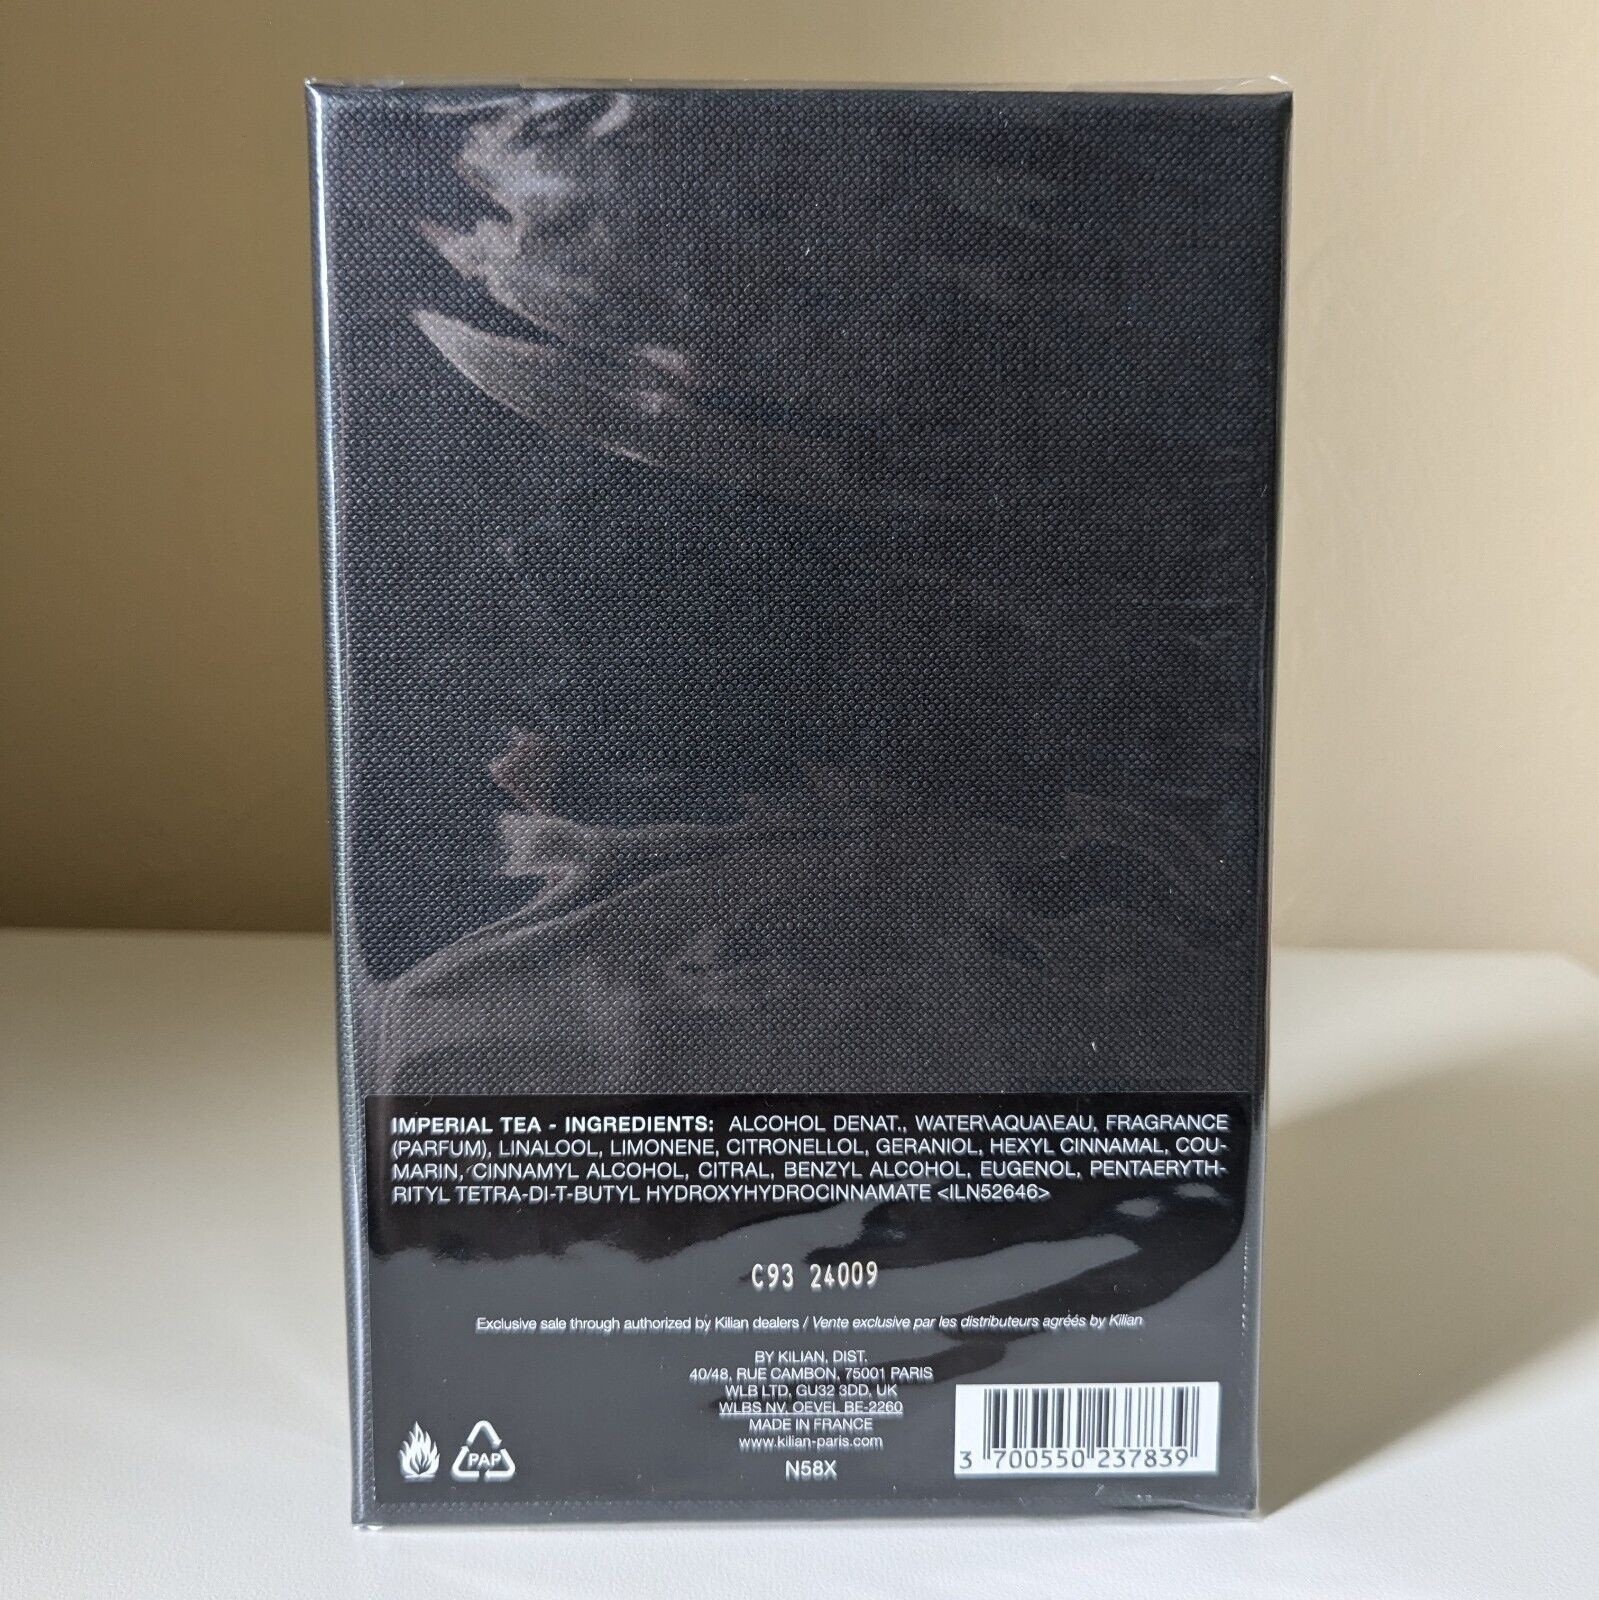 IMPERIAL TEA - INGREDIENTS: ALCOHOL DENAT., WATER\AQUA\EAU, FRAGRANCE
(PARFUM), LINALOOL, LIMONENE, CITRONELLOL, GERANIOL, HEXYL CINNAMAL, COU-
MARIN, CINNAMYL ALCOHOL, CITRAL, BENZYL ALCOHOL, EUGENOL, PENTAERYTH-
RITYL TETRA-DI-T-BUTYL HYDROXYHYDROCINNAMATE <ILN52646>
C93 24009
Exclusive sale through authorized by Kilian dealers / Vente exclusive par les distributeurs agréés by Kilian
BY KILIAN, DIST.
40/48, RUE CAMBON, 75001 PARIS
WLB LTD, GU32 3DD, UK
WLBS NV, OEVEL BE-2260
MADE IN FRANCE
www.kilian-paris.com
N58X
PAP
3 700550 237839